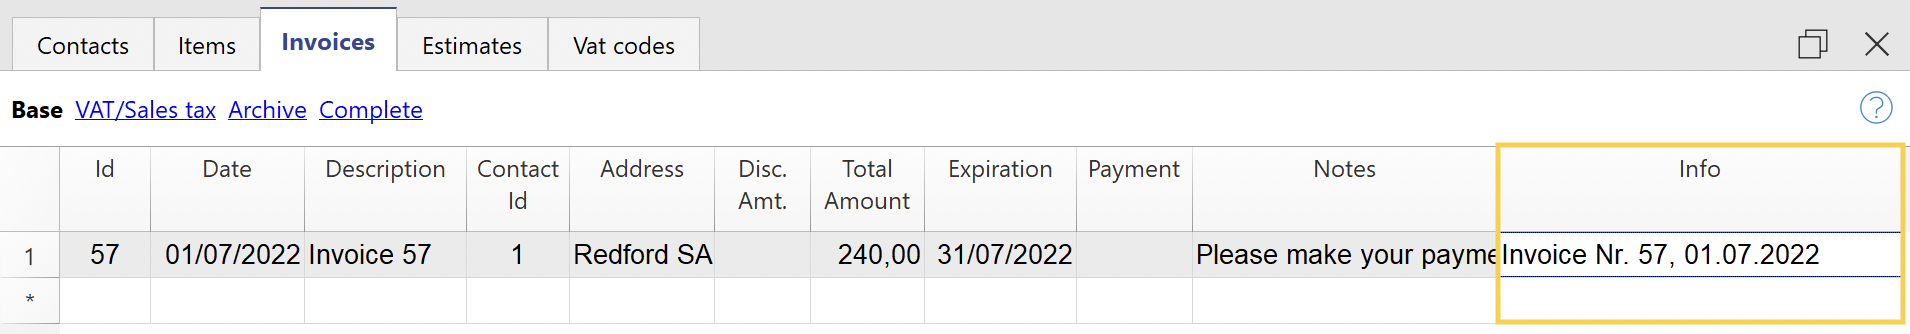 Contacts Items Invoices Estimates Vat codes
Base VAT/Sales tax Archive Complete ?
Id Date Description Contact Id Address Disc. Amt. Total Amount Expiration Payment Notes Info
1 57 01/07/2022 Invoice 57 1 Redford SA 240,00 31/07/2022 Please make your payme Invoice Nr. 57, 01.07.2022
*